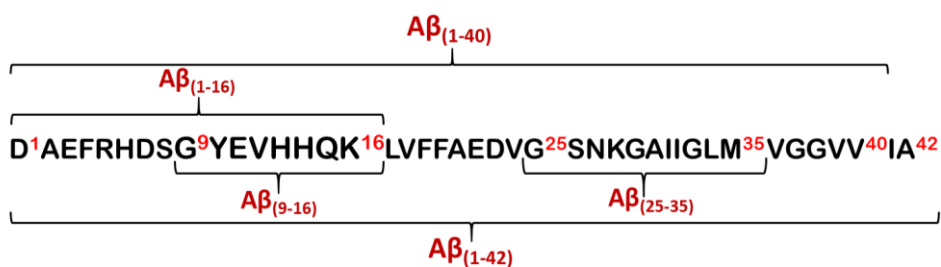 Aβ(1-40)
Aβ(1-16)
D1AEFRHDSG9YEVHHQK16LVFFAEDVG25SNKGAIIGLM35VGGVV40IA42
Aβ(9-16) Aβ(25-35)
Aβ(1-42)